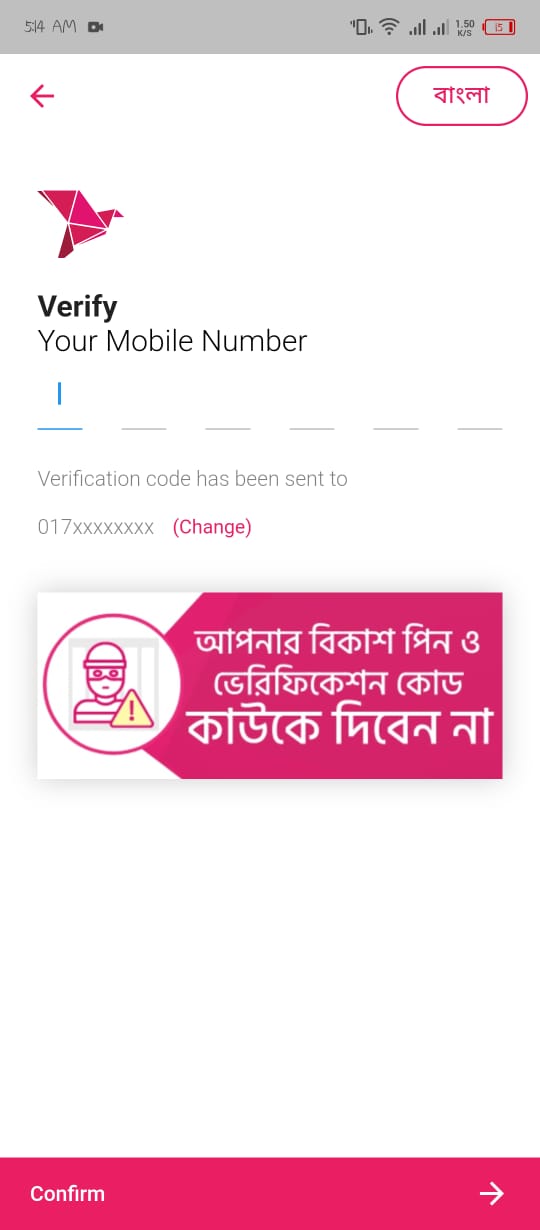 5:14 AM
1.50
K/S
15
বাংলা
Verify
Your Mobile Number
Verification code has been sent to
017xxxxxxxx (Change)
আপনার বিকাশ পিন ও
ভেরিফিকেশন কোড
কাউকে দিবেন না
!
Confirm